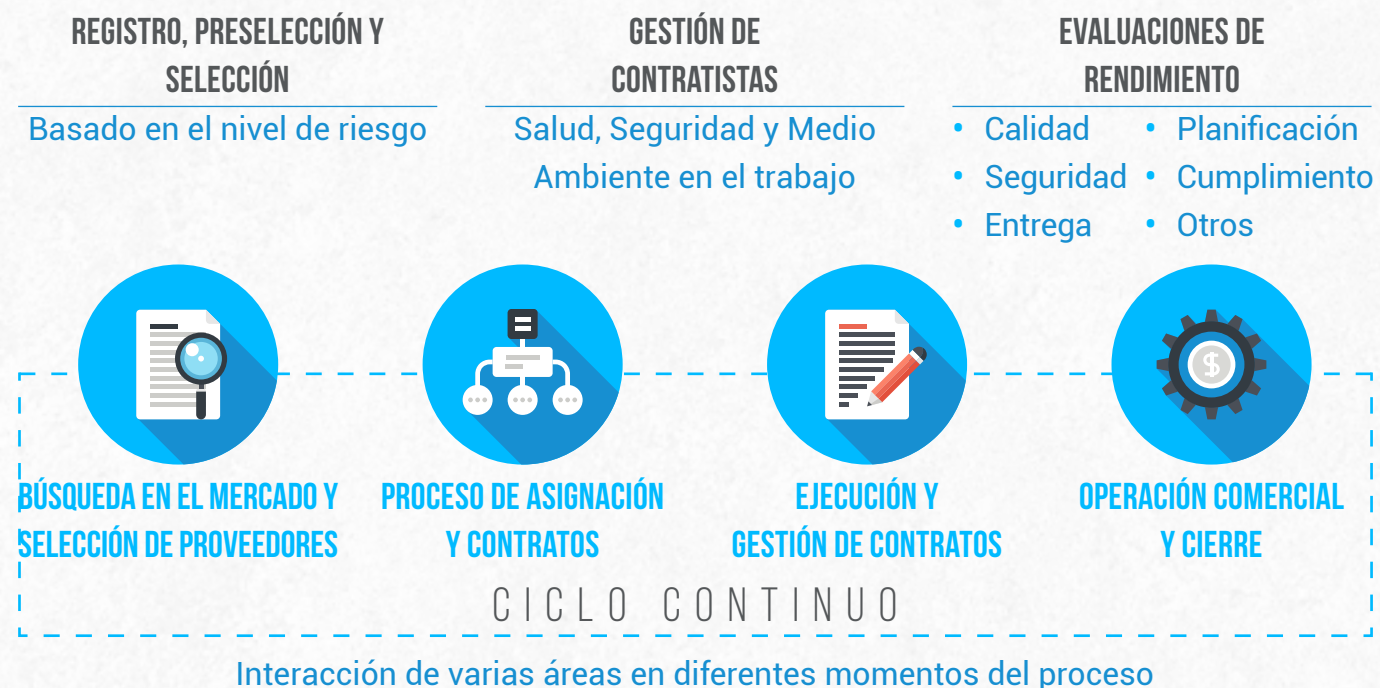 REGISTRO, PRESELECCIÓN Y
SELECCIÓN
Basado en el nivel de riesgo
GESTIÓN DE
CONTRATISTAS
Salud, Seguridad y Medio
Ambiente en el trabajo
EVALUACIONES DE
RENDIMIENTO
• Calidad
• Seguridad
• Entrega
• Planificación
• Cumplimiento
• Otros
$
BÚSQUEDA EN EL MERCADO Y
SELECCIÓN DE PROVEEDORES
PROCESO DE ASIGNACIÓN
Y CONTRATOS
EJECUCIÓN Y
GESTIÓN DE CONTRATOS
OPERACIÓN COMERCIAL
Y CIERRE
CICLO CONTINUO
Interacción de varias áreas en diferentes momentos del proceso